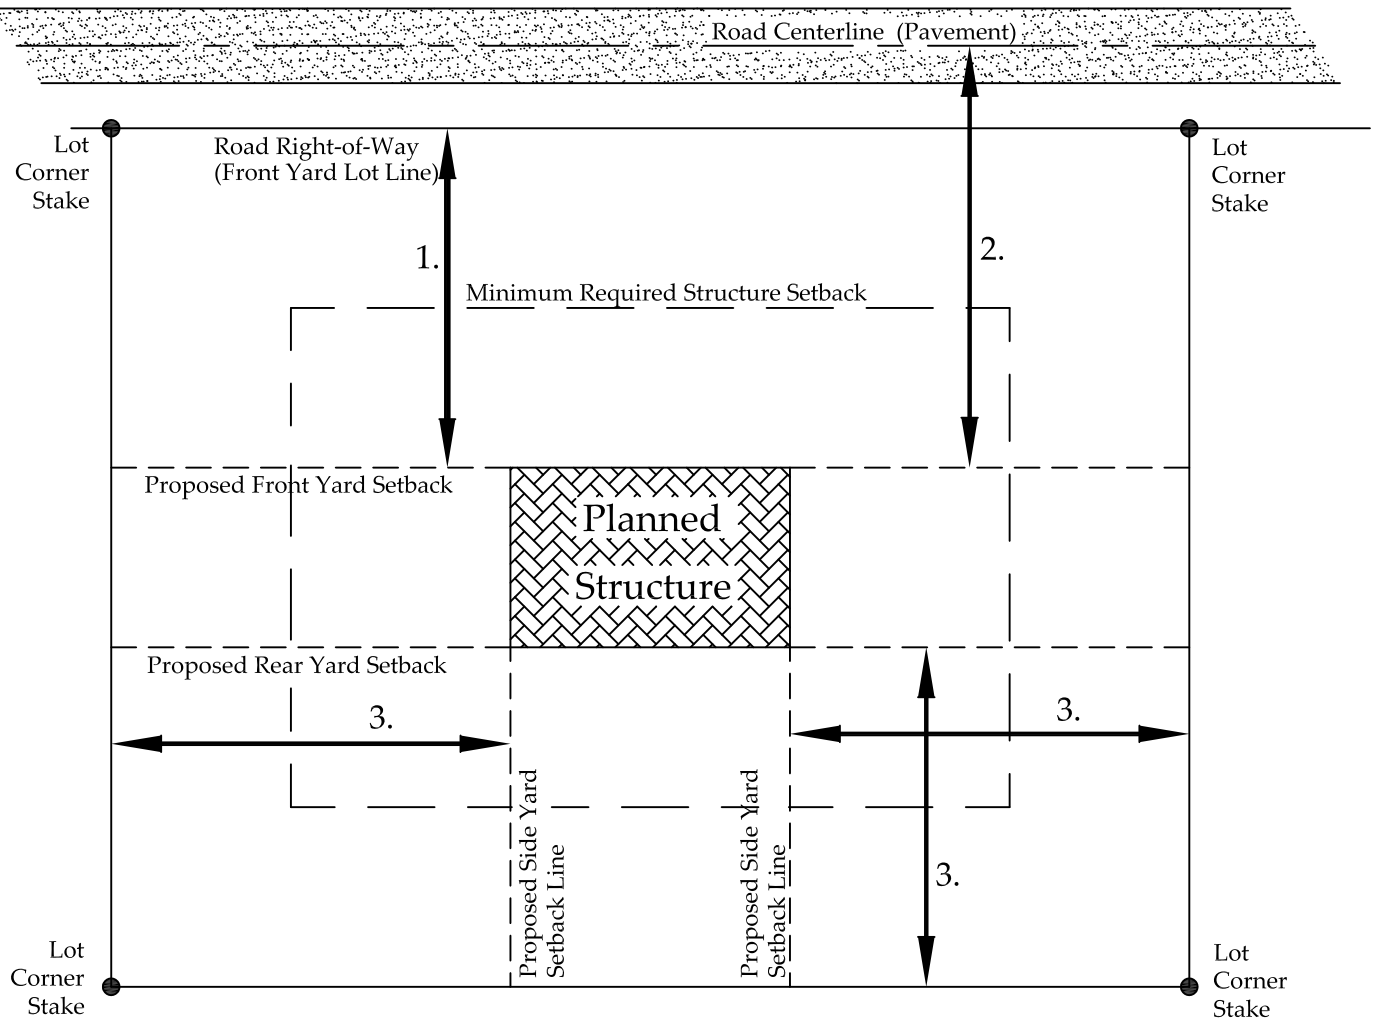 Road Centerline (Pavement)
Lot
Corner
Stake
Road Right-of-Way
(Front Yard Lot Line)
Lot
Corner
Stake
1.
2.
Minimum Required Structure Setback
Proposed Front Yard Setback
Planned
Structure
Proposed Rear Yard Setback
3.
3.
Proposed Side Yard
Setback Line
Proposed Side Yard
Setback Line
3.
Lot
Corner
Stake
Lot
Corner
Stake